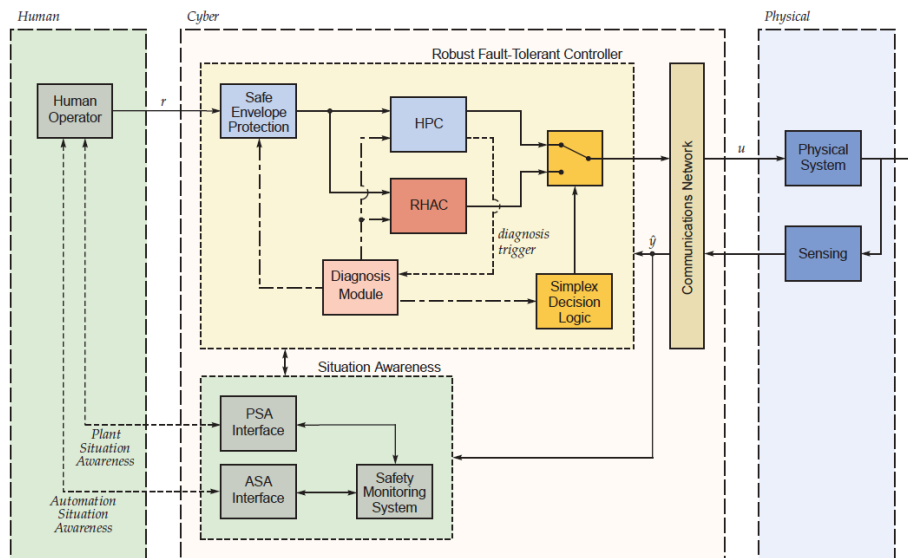 Human
Cyber
Physical
Robust Fault-Tolerant Controller
Human
Operator
r
Safe
Envelope
Protection
HPC
RHAC
diagnosis
trigger
Diagnosis
Module
Simplex
Decision
Logic
Communications Network
u
ŷ
Physical
System
Sensing
Situation Awareness
PSA
Interface
ASA
Interface
Safety
Monitoring
System
Plant
Situation
Awareness
Automation
Situation
Awareness